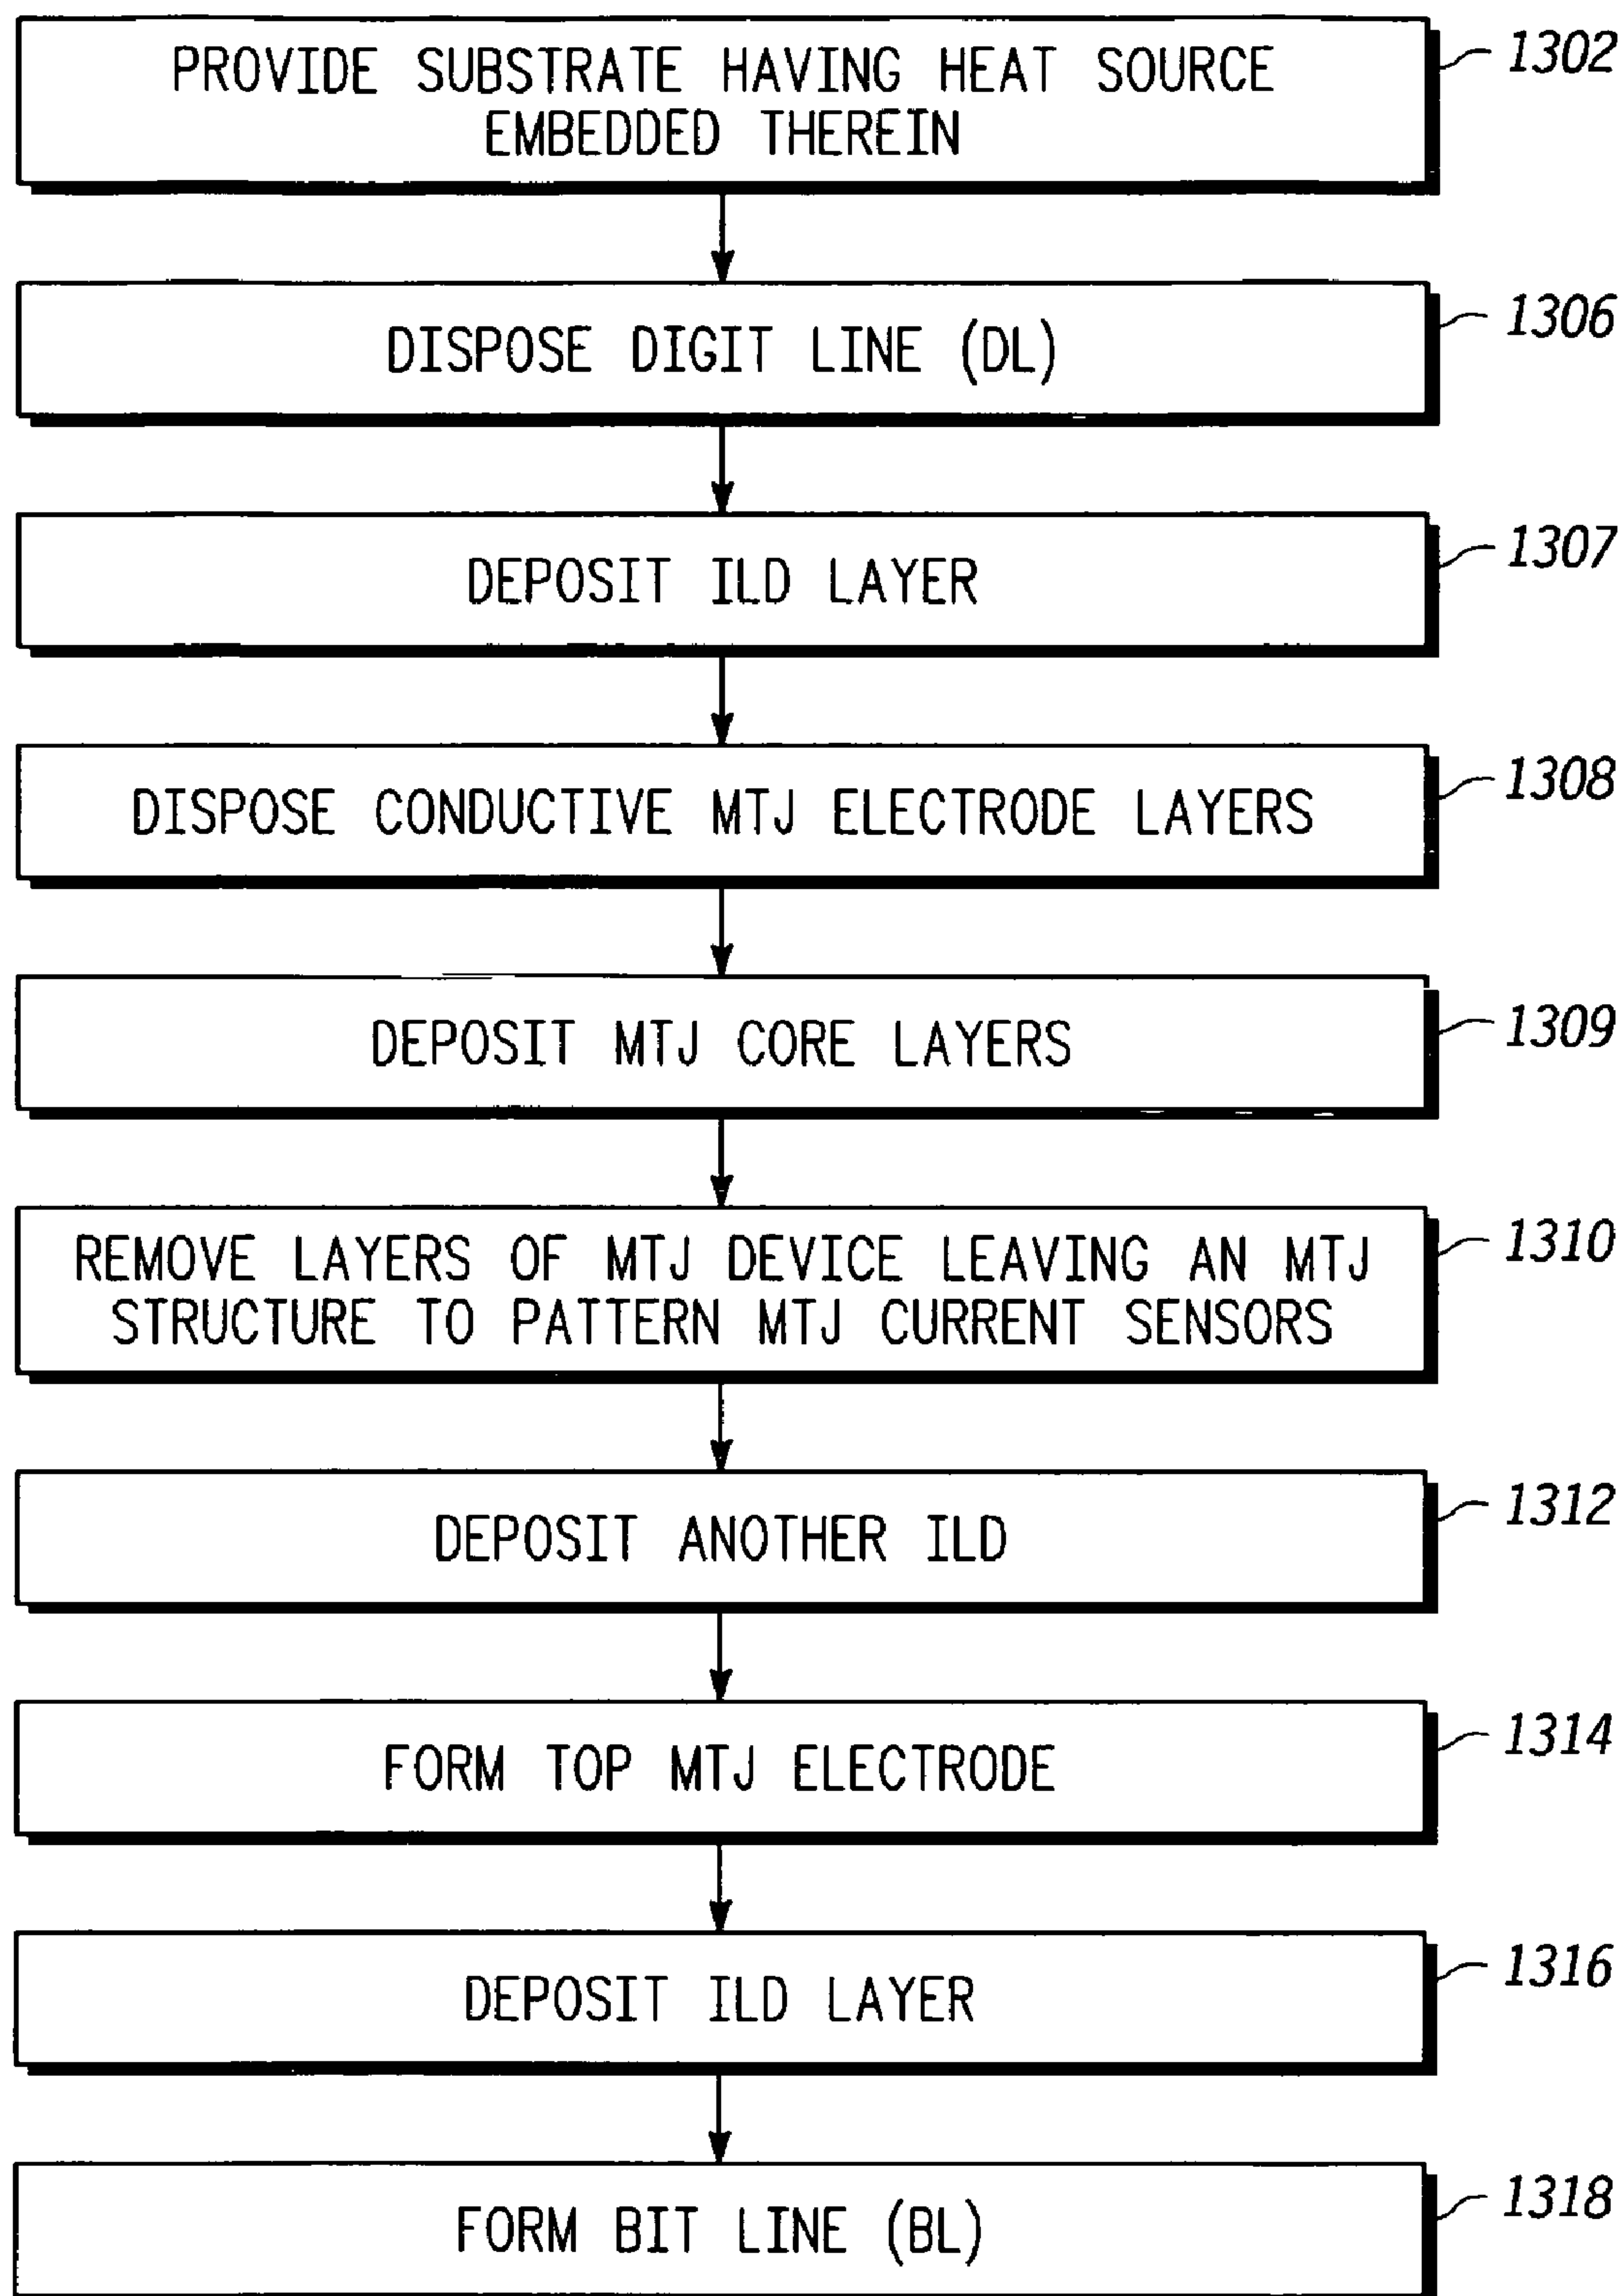 PROVIDE SUBSTRATE HAVING HEAT SOURCE
EMBEDDED THEREIN
1302
DISPOSE DIGIT LINE (DL)
1306
DEPOSIT ILD LAYER
1307
DISPOSE CONDUCTIVE MTJ ELECTRODE LAYERS
1308
DEPOSIT MTJ CORE LAYERS
1309
REMOVE LAYERS OF MTJ DEVICE LEAVING AN MTJ
STRUCTURE TO PATTERN MTJ CURRENT SENSORS
1310
DEPOSIT ANOTHER ILD
1312
FORM TOP MTJ ELECTRODE
1314
DEPOSIT ILD LAYER
1316
FORM BIT LINE (BL)
1318